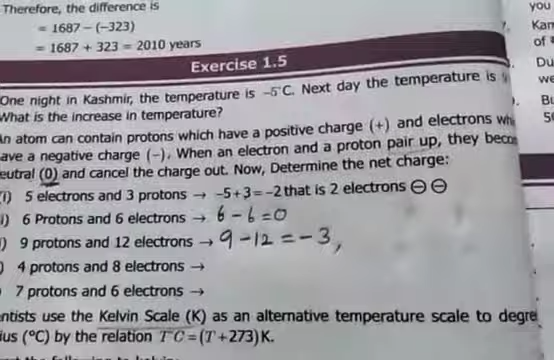 Therefore, the difference is
= 1687 − (−323)
= 1687 + 323 = 2010 years
Exercise 1.5
One night in Kashmir, the temperature is −5°C. Next day the temperature is
What is the increase in temperature?
An atom can contain protons which have a positive charge (+) and electrons wh
ave a negative charge (−). When an electron and a proton pair up, they becom
eutral (0) and cancel the charge out. Now, Determine the net charge:
i) 5 electrons and 3 protons → −5+3=−2 that is 2 electrons ⊖⊖
) 6 Protons and 6 electrons → 6 − 6 = 0
) 9 protons and 12 electrons → 9 − 12 = − 3,
) 4 protons and 8 electrons →
7 protons and 6 electrons →
ntists use the Kelvin Scale (K) as an alternative temperature scale to degre
ius (°C) by the relation T°C=(T+273)K.
you
Kar
of
Du
we
B
5